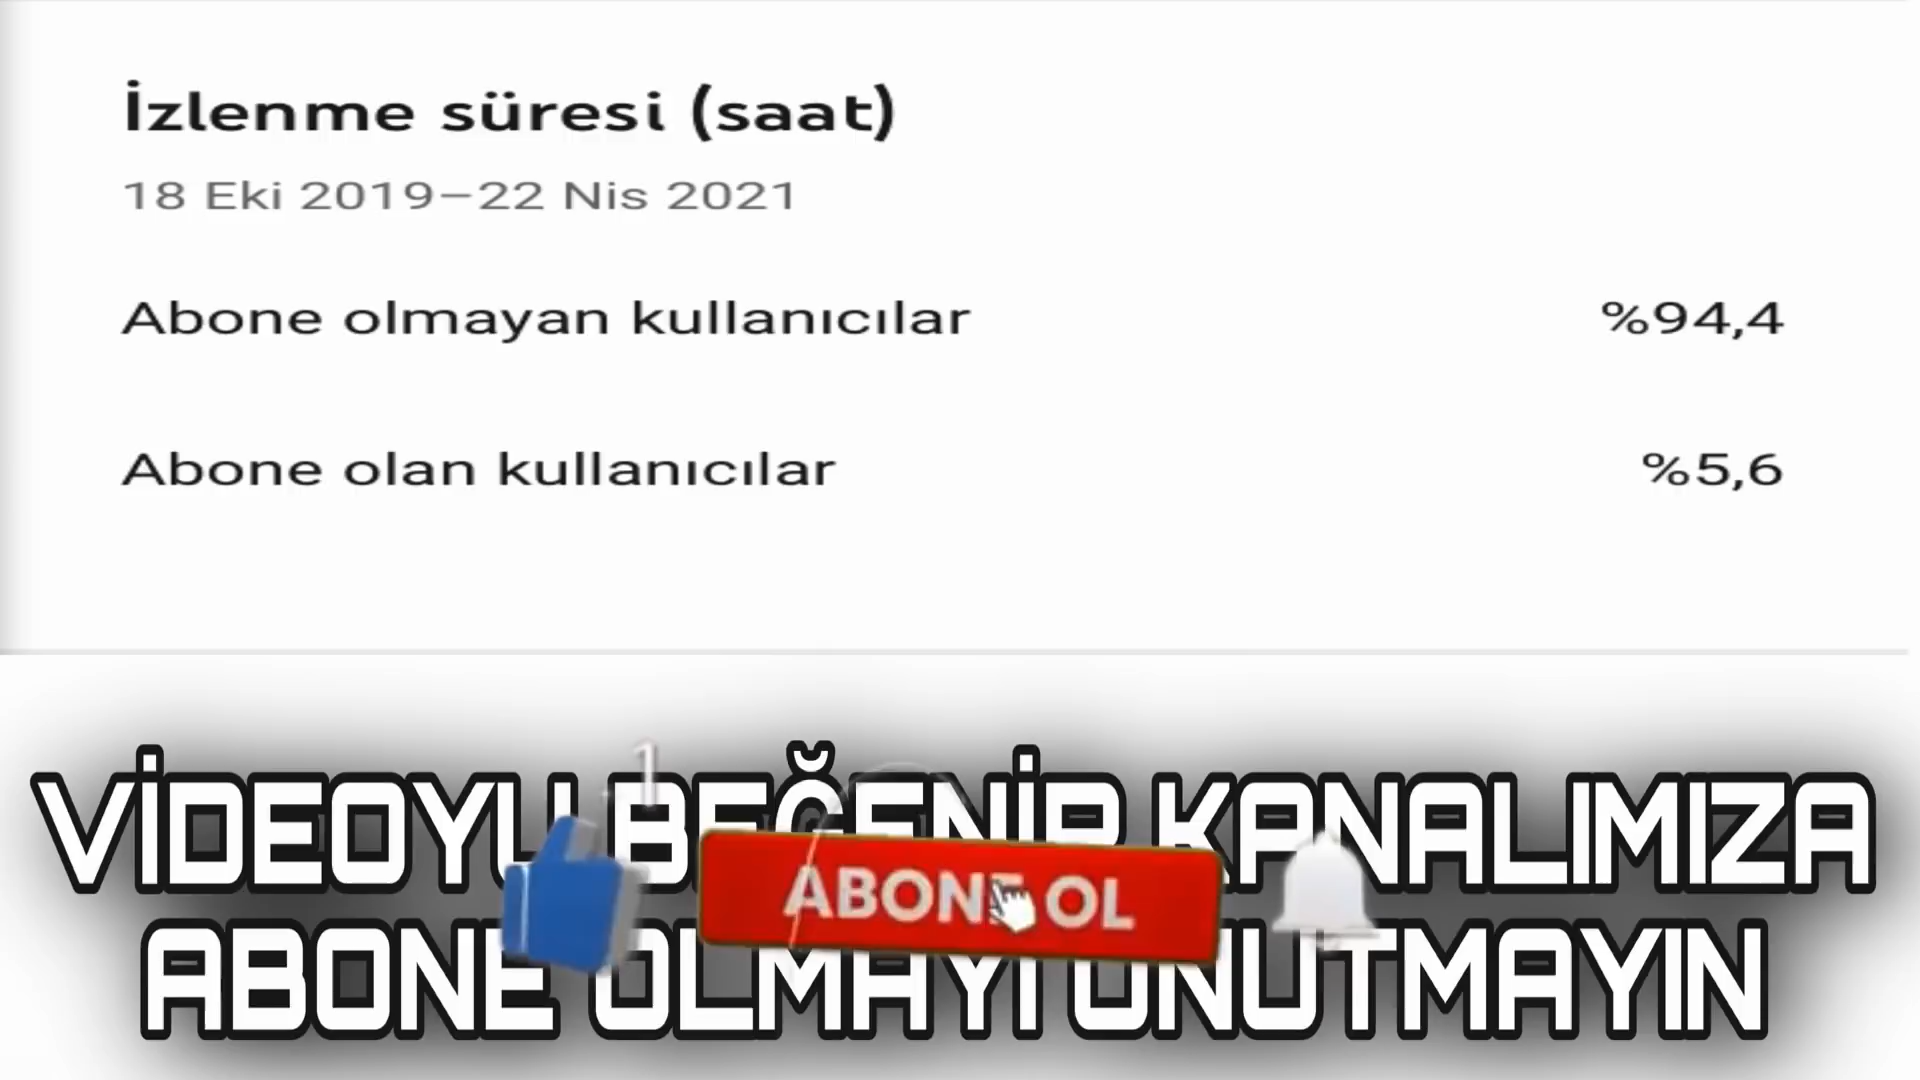 İzlenme süresi (saat)
18 Eki 2019–22 Nis 2021
Abone olmayan kullanıcılar %94,4
Abone olan kullanıcılar %5,6
1
VİDEOYU BEĞENİP KANALIMIZA
ABONE OL
ABONE OLMAYI UNUTMAYIN